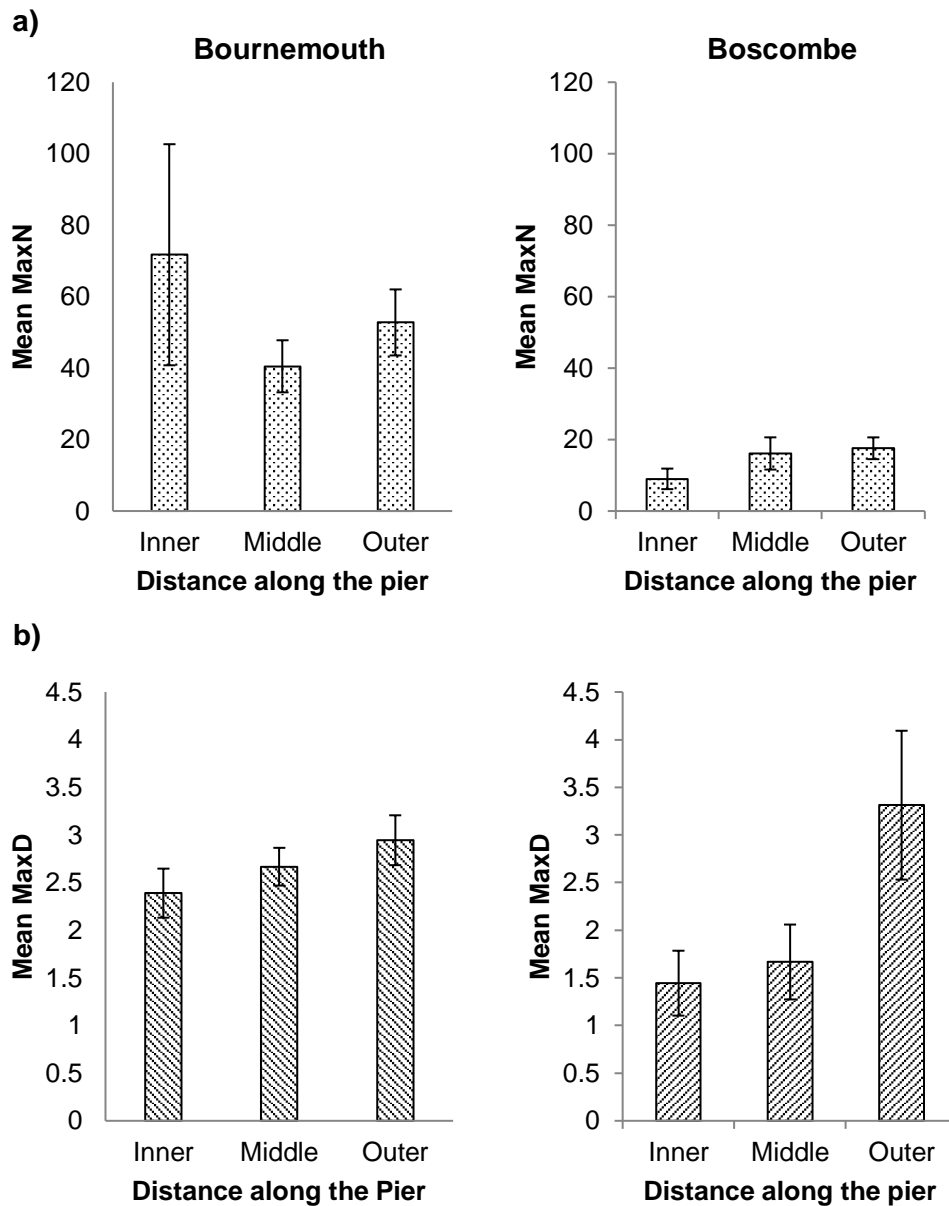 a)
Bournemouth
Boscombe
120
100
80
60
40
20
0
Mean MaxN
Inner Middle Outer
Distance along the pier
120
100
80
60
40
20
0
Mean MaxN
Inner Middle Outer
Distance along the pier
b)
4.5
4
3.5
3
2.5
2
1.5
1
0.5
0
Mean MaxD
Inner Middle Outer
Distance along the Pier
4.5
4
3.5
3
2.5
2
1.5
1
0.5
0
Mean MaxD
Inner Middle Outer
Distance along the pier